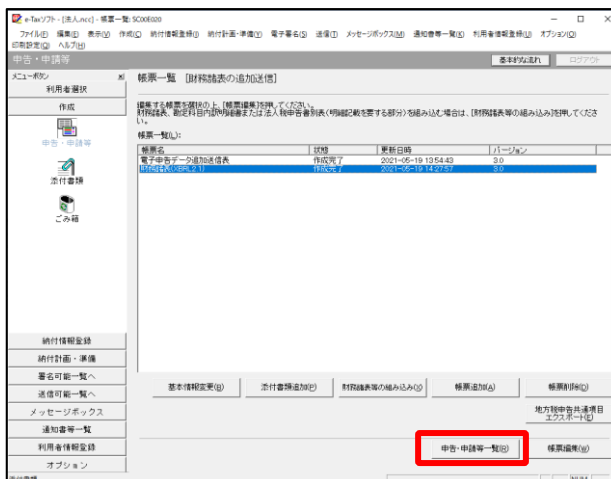 e-Taxソフト - [法人.ncc] - 帳票一覧: SC00E020
ファイル(F) 編集(E) 表示(V) 作成(C) 納付情報登録(I) 納付計画・準備(Y) 電子署名(S) 送信(T) メッセージボックス(M) 通知書等一覧(K) 利用者情報登録(U) オプション(O)
印刷設定(Q) ヘルプ(H)
申告・申請等 基本的な流れ ログアウト
メニューボタン ×
利用者選択
作成
申告・申請等
添付書類
ごみ箱
納付情報登録
納付計画・準備
署名可能一覧へ
送信可能一覧へ
メッセージボックス
通知書等一覧
利用者情報登録
オプション
帳票一覧 [財務諸表の追加送信]
編集する帳票を選択の上、[帳票編集]を押してください。
財務諸表、勘定科目内訳明細書または法人税申告書別表(明細記載を要する部分)を組み込む場合は、[財務諸表等の組み込み]を押してください。
帳票一覧(L):
帳票名 状態 更新日時 バージョン
電子申告データ追加送信表 作成完了 2021-05-19 13:54:43 3.0
財務諸表(XBRL2.1) 作成完了 2021-05-19 14:27:57 3.0
基本情報変更(B) 添付書類追加(P) 財務諸表等の組み込み(X) 帳票追加(A) 帳票削除(D)
地方税申告共通項目
エクスポート(E)
申告・申請等一覧(R) 帳票編集(W)